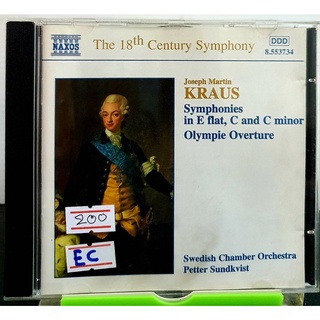 NAXOS
The 18th Century Symphony
DDD
8.553734
Joseph Martin
KRAUS
Symphonies
in E flat, C and C minor
Olympie Overture
200
EC
Swedish Chamber Orchestra
Petter Sundkvist